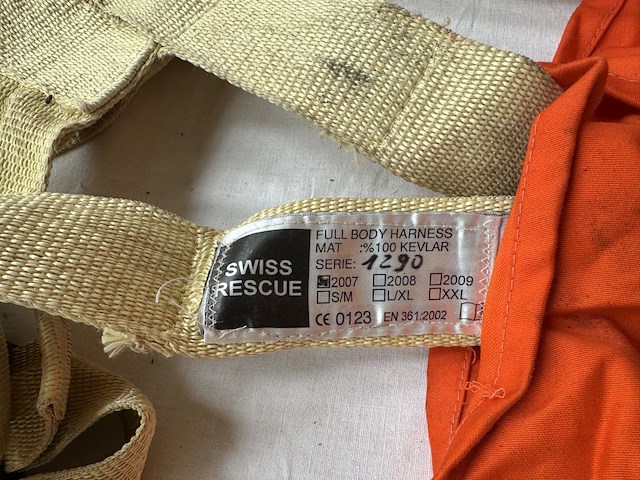 SWISS
RESCUE
FULL BODY HARNESS
MAT :%100 KEVLAR
SERIE: 1290
2007 2008 2009
S/M L/XL XXL
CE 0123 EN 361:2002